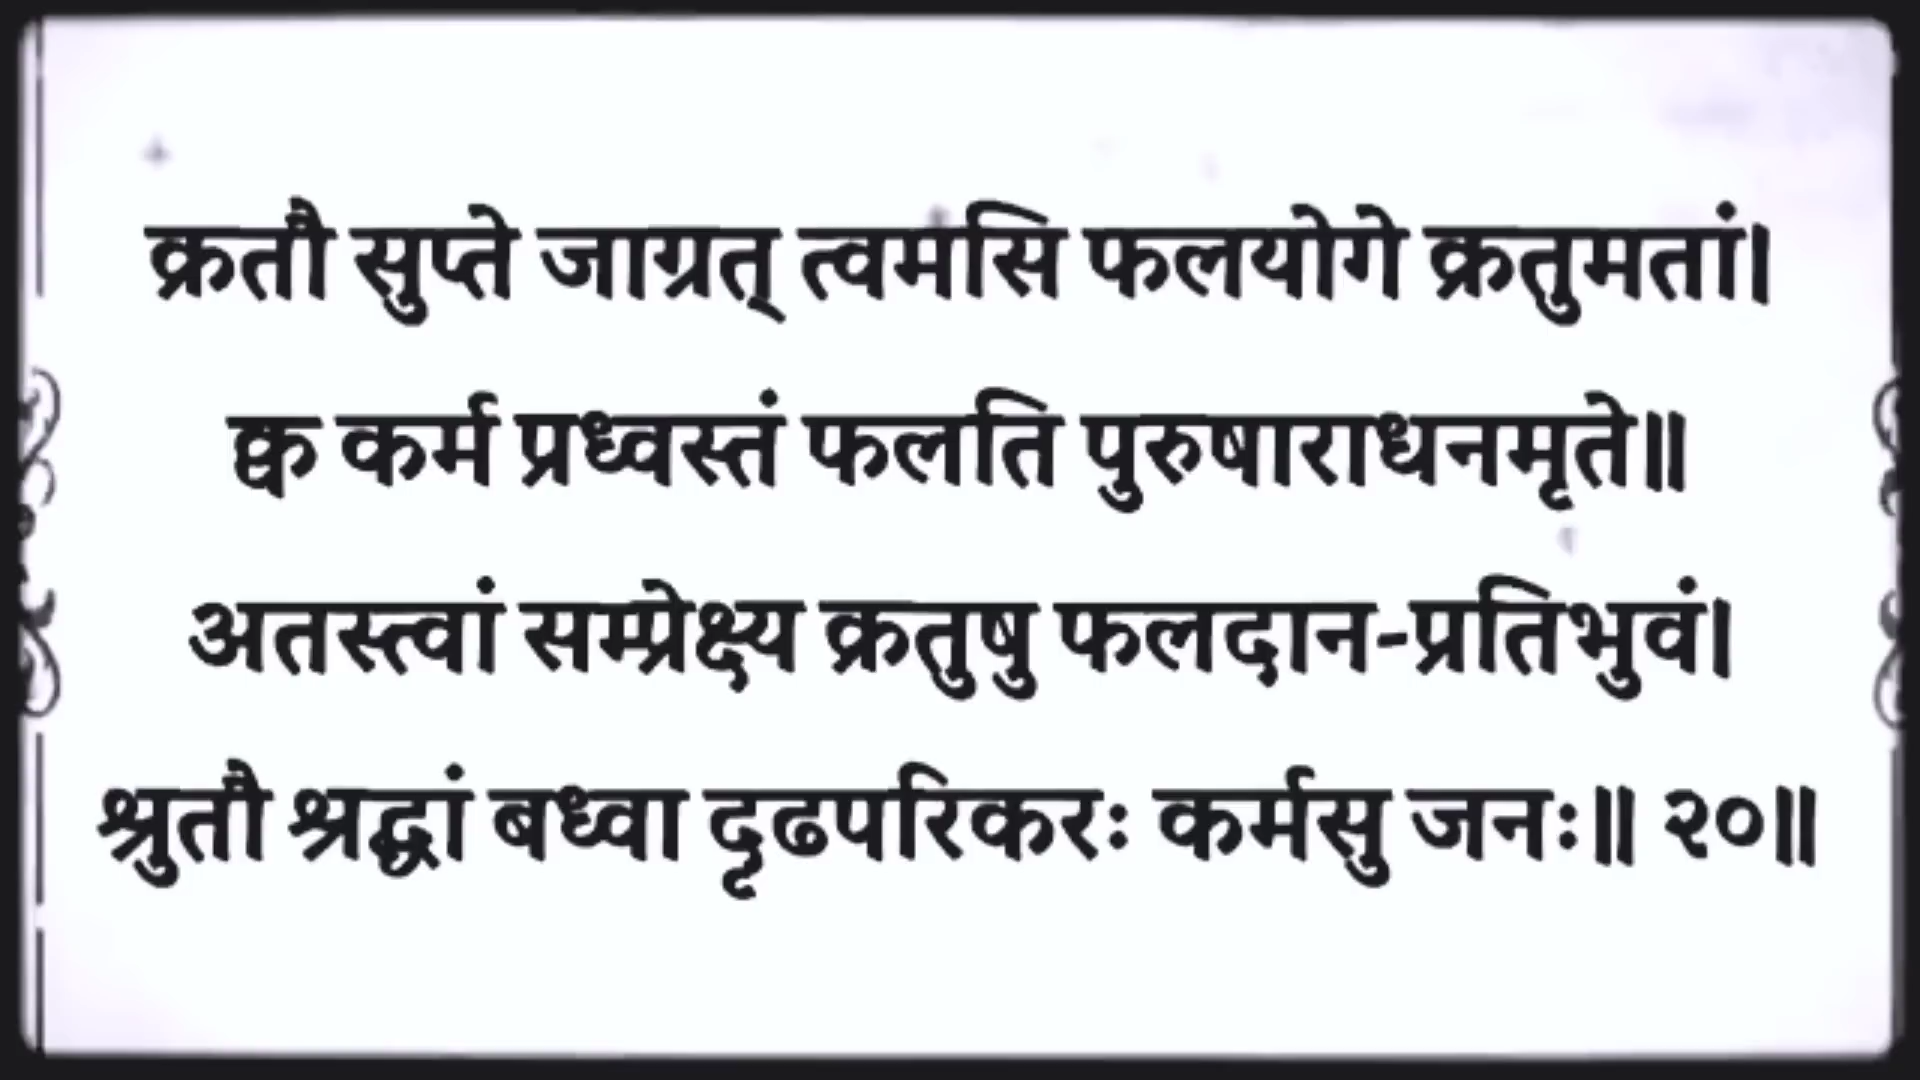 क्रतौ सुप्ते जाग्रत् त्वमसि फलयोगे क्रतुमतां।
क्व कर्म प्रध्वस्तं फलति पुरुषाराधनमृते॥
अतस्त्वां सम्प्रेक्ष्य क्रतुषु फलदान-प्रतिभुवं।
श्रुतौ श्रद्धां बध्वा दृढपरिकरः कर्मसु जनः॥ २०॥